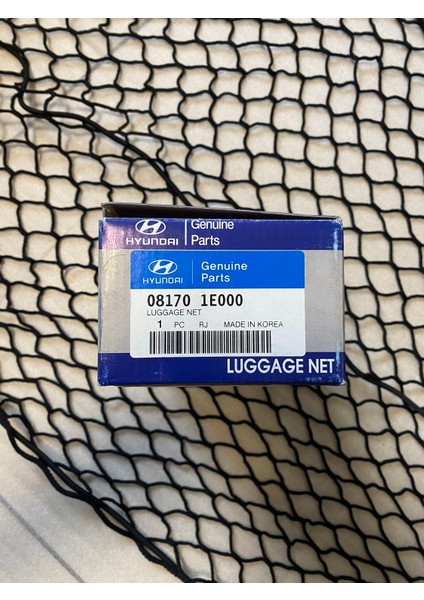 HYUNDAI
Genuine
Parts
HYUNDAI
Genuine
Parts
08170 1E000
LUGGAGE NET
1 PC RJ MADE IN KOREA
LUGGAGE NET